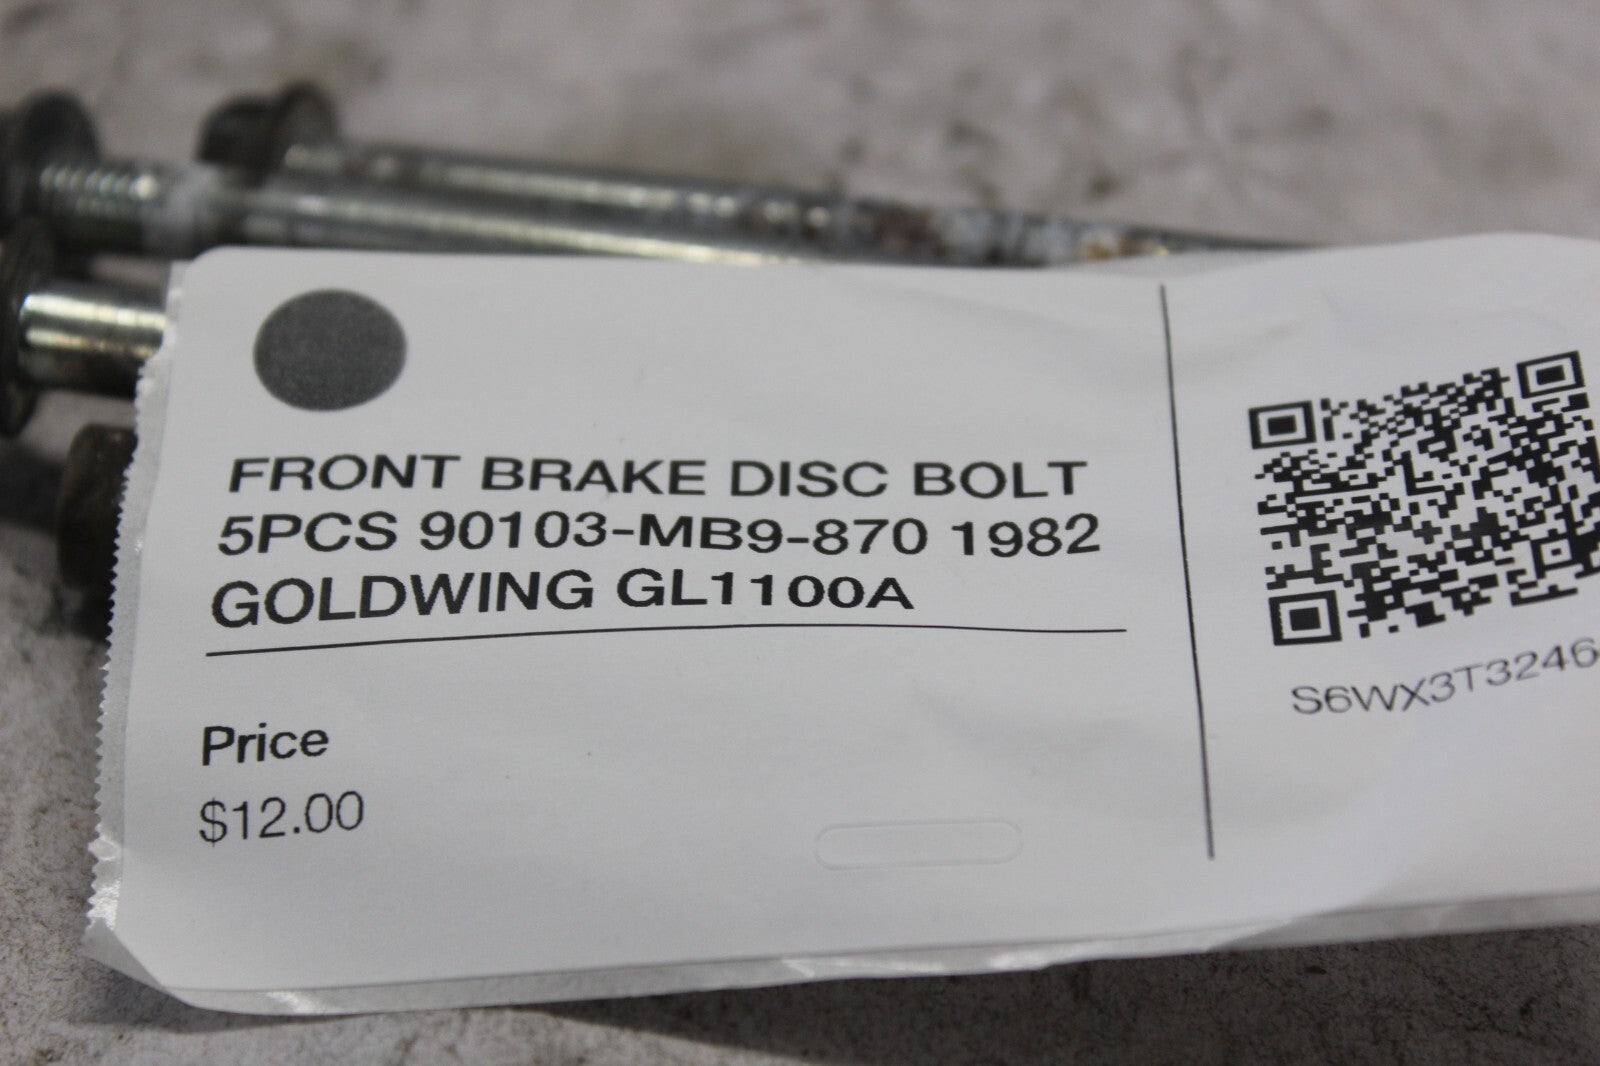 FRONT BRAKE DISC BOLT
5PCS 90103-MB9-870 1982
GOLDWING GL1100A
Price
$12.00
S6WX3T3246